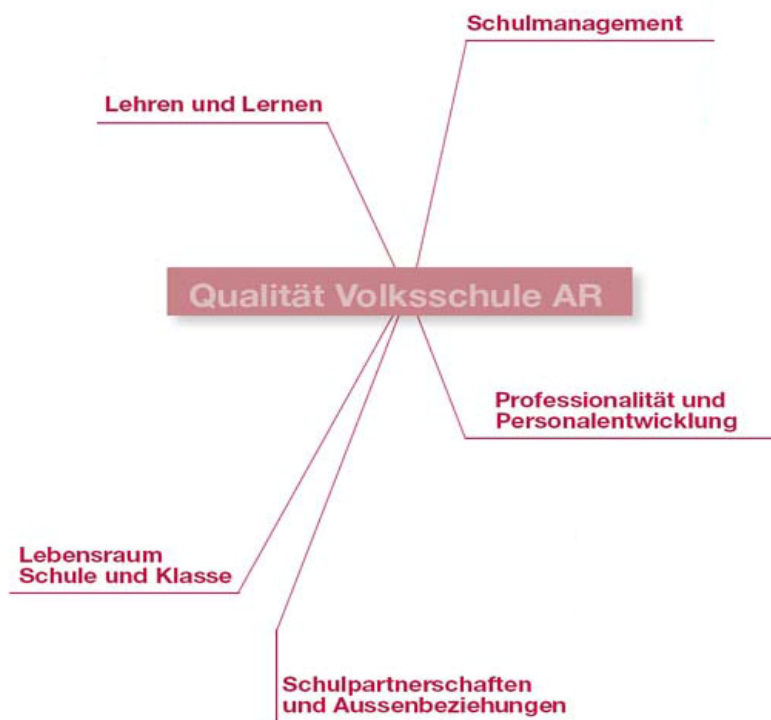 Schulmanagement
Lehren und Lernen
Qualität Volksschule AR
Professionalität und
Personalentwicklung
Lebensraum
Schule und Klasse
Schulpartnerschaften
und Aussenbeziehungen